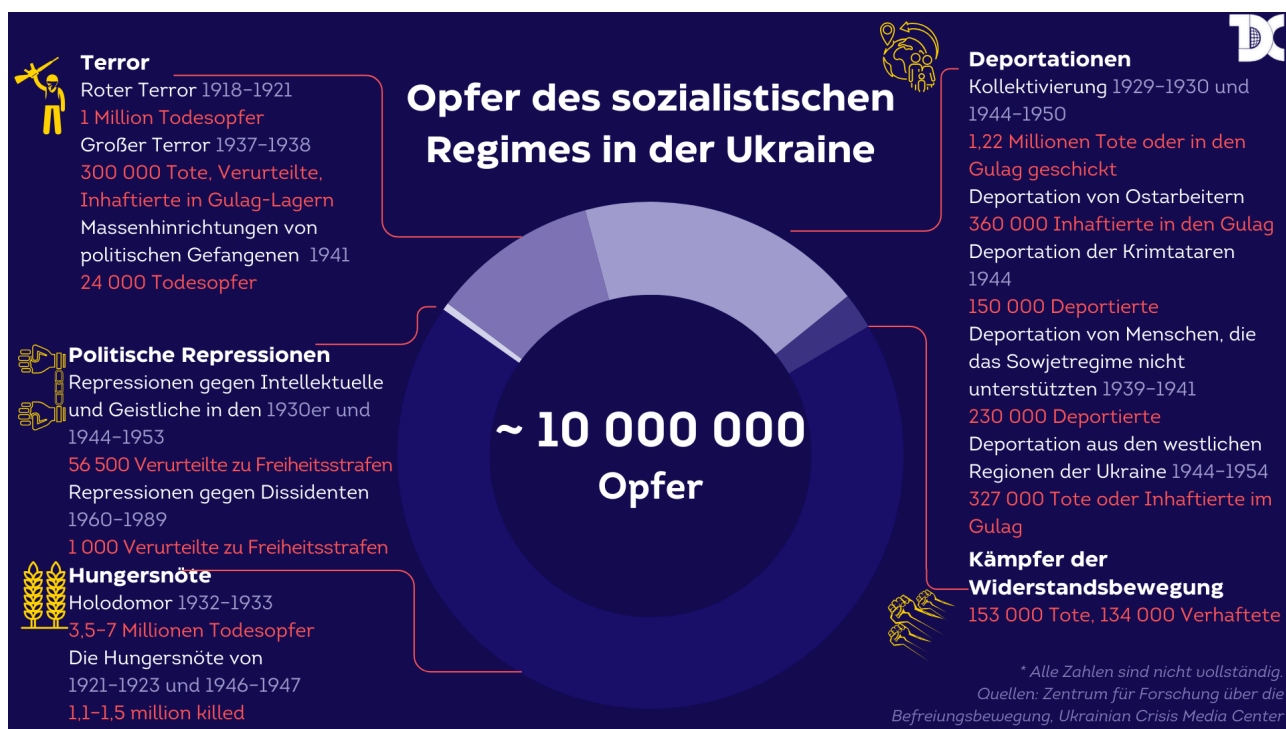 Opfer des sozialistischen
Regimes in der Ukraine
~ 10 000 000
Opfer
Terror
Roter Terror 1918–1921
1 Million Todesopfer
Großer Terror 1937–1938
300 000 Tote, Verurteilte,
Inhaftierte in Gulag-Lagern
Massenhinrichtungen von
politischen Gefangenen 1941
24 000 Todesopfer
Politische Repressionen
Repressionen gegen Intellektuelle
und Geistliche in den 1930er und
1944–1953
56 500 Verurteilte zu Freiheitsstrafen
Repressionen gegen Dissidenten
1960–1989
1 000 Verurteilte zu Freiheitsstrafen
Hungersnöte
Holodomor 1932–1933
3,5–7 Millionen Todesopfer
Die Hungersnöte von
1921–1923 und 1946–1947
1,1–1,5 million killed
TDC
Deportationen
Kollektivierung 1929–1930 und
1944–1950
1,22 Millionen Tote oder in den
Gulag geschickt
Deportation von Ostarbeitern
360 000 Inhaftierte in den Gulag
Deportation der Krimtataren
1944
150 000 Deportierte
Deportation von Menschen, die
das Sowjetregime nicht
unterstützten 1939–1941
230 000 Deportierte
Deportation aus den westlichen
Regionen der Ukraine 1944–1954
327 000 Tote oder Inhaftierte im
Gulag
Kämpfer der
Widerstandsbewegung
153 000 Tote, 134 000 Verhaftete
* Alle Zahlen sind nicht vollständig.
Quellen: Zentrum für Forschung über die
Befreiungsbewegung, Ukrainian Crisis Media Center